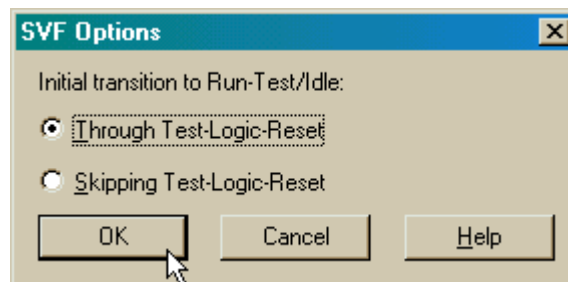 SVF Options
Initial transition to Run-Test/Idle:
Through Test-Logic-Reset
Skipping Test-Logic-Reset
OK Cancel Help